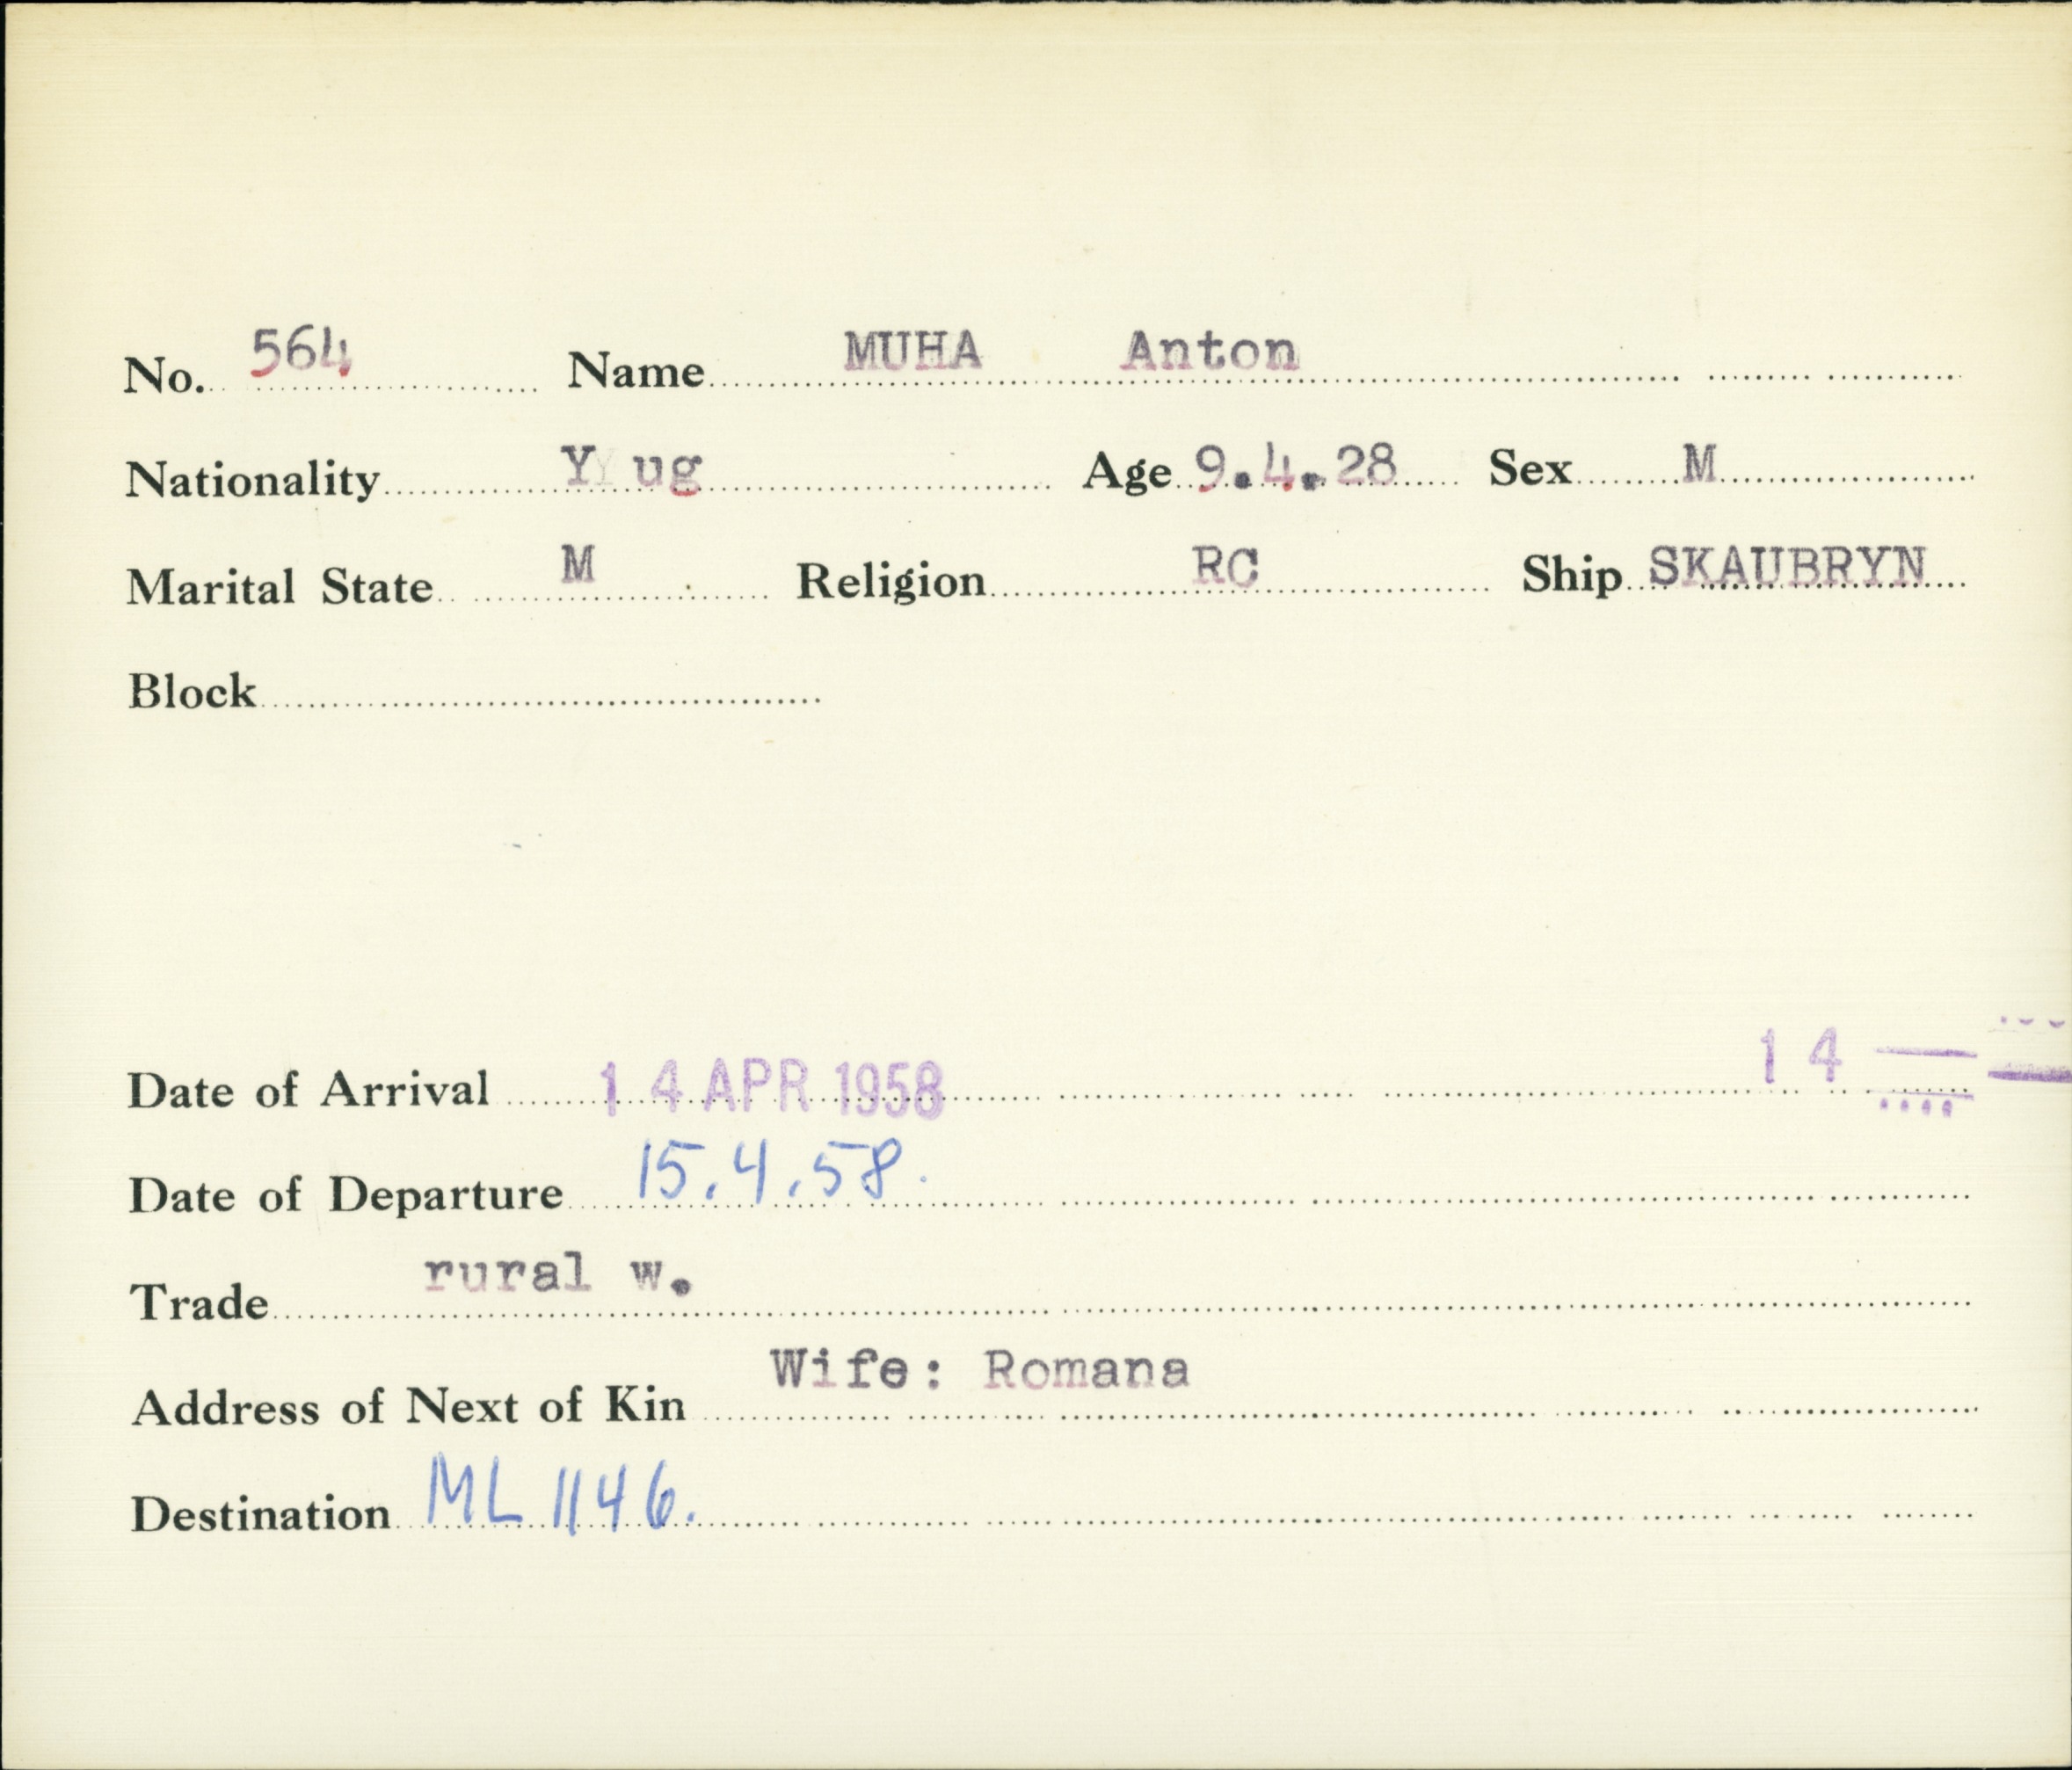 No. 564 Name MUHA Anton
Nationality Y ug Age 9.4.28 Sex M
Marital State M Religion RC Ship SKAUBRYN
Block
Date of Arrival 14 APR 1958 14
Date of Departure 15.4.58.
Trade rural w.
Address of Next of Kin Wife: Romana
Destination ML 1146.